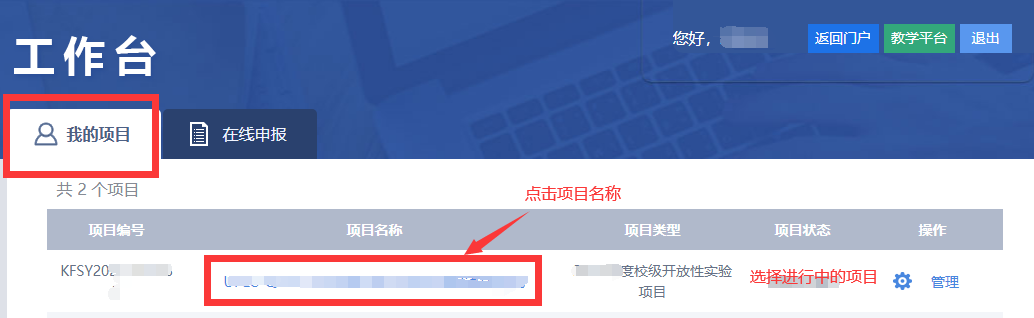 工作台
您好，
返回门户
教学平台
退出
我的项目
在线申报
共 2 个项目
点击项目名称
项目编号
项目名称
项目类型
项目状态
操作
KFSY202
度校级开放性实验
项目
选择进行中的项目
管理